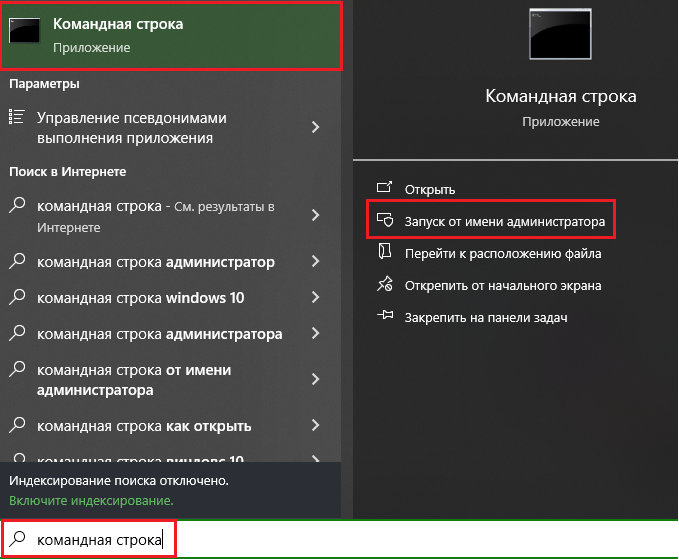 Командная строка
Приложение
Параметры
Управление псевдонимами
выполнения приложения
Поиск в Интернете
командная строка - См. результаты в
Интернете
командная строка администратор
командная строка windows 10
командная строка администратора
командная строка от имени
администратора
командная строка как открыть
командная строка виндовс 10
Индексирование поиска отключено.
Включите индексирование.
командная строка
Командная строка
Приложение
Открыть
Запуск от имени администратора
Перейти к расположению файла
Открепить от начального экрана
Закрепить на панели задач